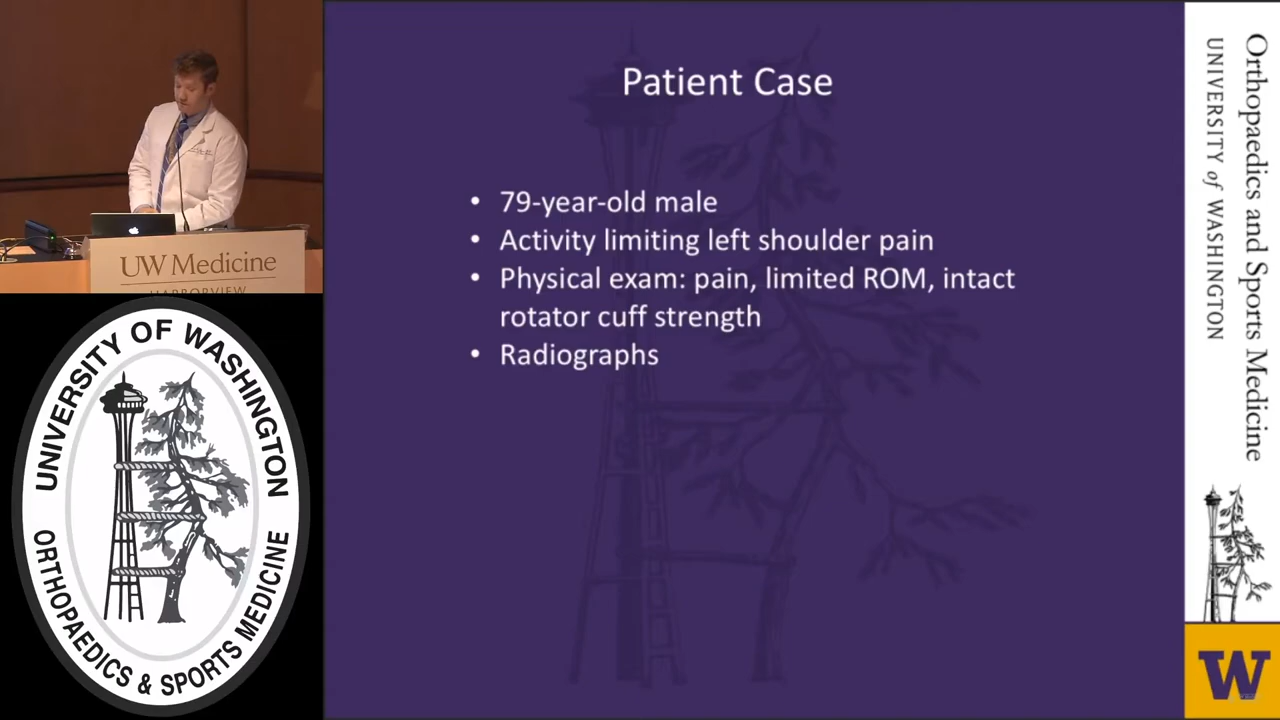 Patient Case
• 79-year-old male
• Activity limiting left shoulder pain
• Physical exam: pain, limited ROM, intact
rotator cuff strength
• Radiographs
UW Medicine
HARBORVIEW
UNIVERSITY OF WASHINGTON
ORTHOPAEDICS & SPORTS MEDICINE
Orthopaedics and Sports Medicine
UNIVERSITY of WASHINGTON
W